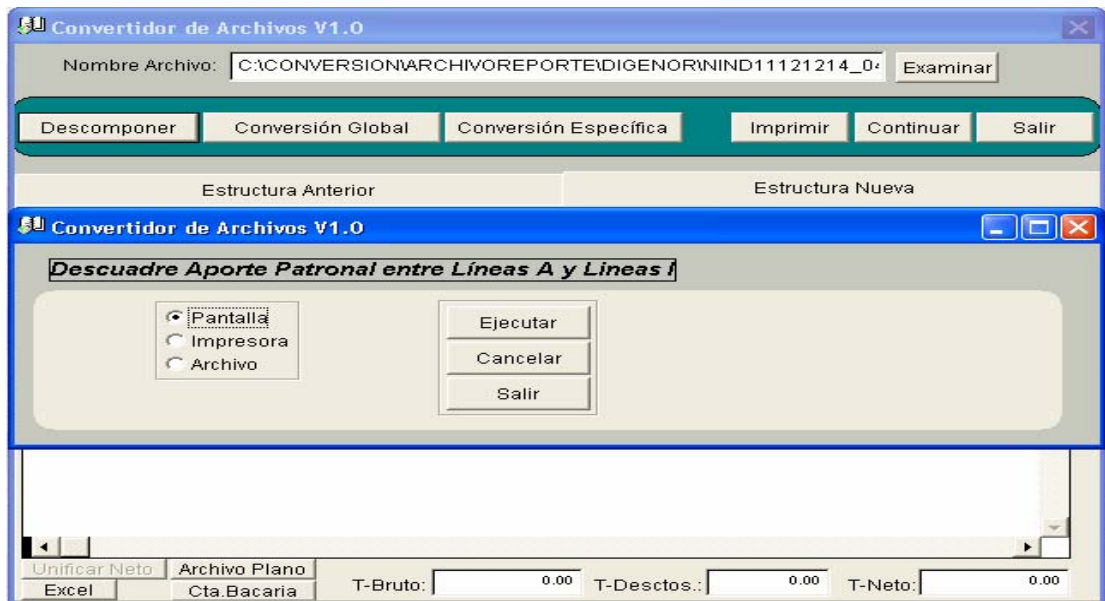 Convertidor de Archivos V1.0
Nombre Archivo: C:\CONVERSION\ARCHIVOREPORTE\DIGENOR\NIND11121214_04 Examinar
Descomponer Conversión Global Conversión Específica Imprimir Continuar Salir
Estructura Anterior Estructura Nueva
Convertidor de Archivos V1.0
Descuadre Aporte Patronal entre Líneas A y Lineas I
Pantalla
Impresora
Archivo
Ejecutar
Cancelar
Salir
Unificar Neto Archivo Plano
Excel Cta.Bacaria T-Bruto: 0.00 T-Desctos.: 0.00 T-Neto: 0.00